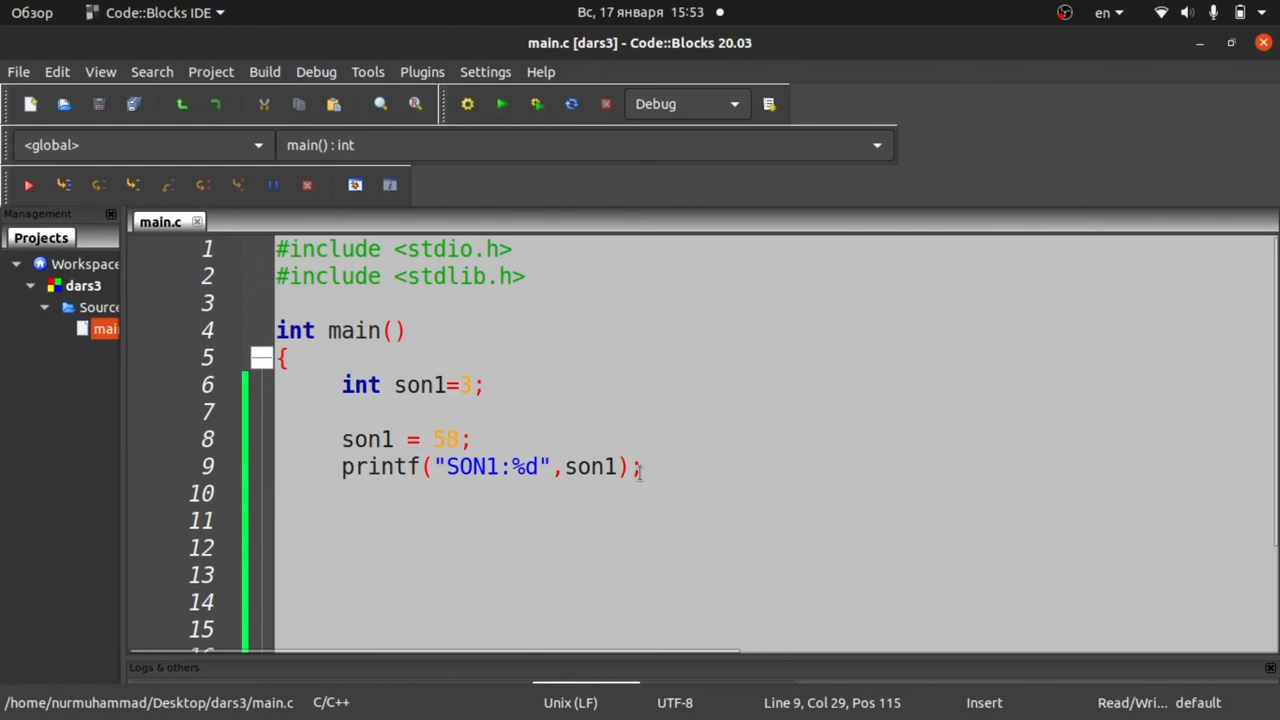 Обзор Code::Blocks IDE Вс, 17 января 15:53 en
main.c [dars3] - Code::Blocks 20.03
File Edit View Search Project Build Debug Tools Plugins Settings Help
Debug
<global> main() : int
Management
main.c
Projects
Workspace
dars3
Source
mai
1 #include <stdio.h>
2 #include <stdlib.h>
3
4 int main()
5 {
6 int son1=3;
7
8 son1 = 58;
9 printf("SON1:%d",son1);
10
11
12
13
14
15
Logs & others
/home/nurmuhammad/Desktop/dars3/main.c C/C++ Unix (LF) UTF-8 Line 9, Col 29, Pos 115 Insert Read/Wri... default